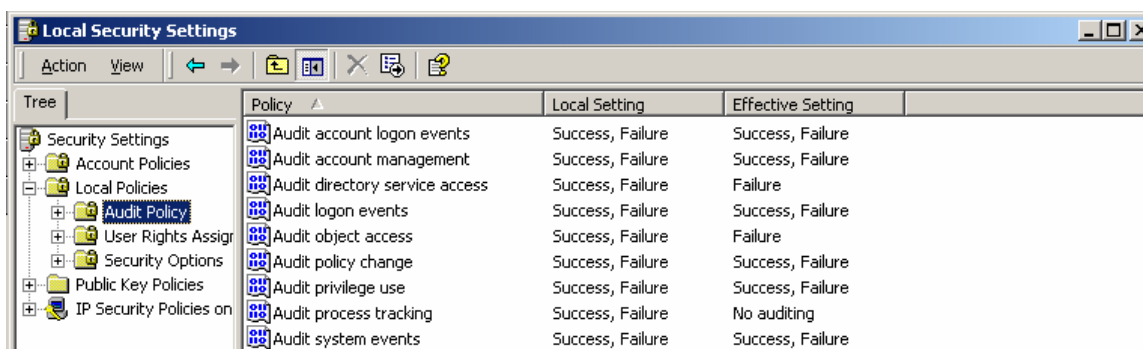 Local Security Settings
Action View
Tree
Security Settings
Account Policies
Local Policies
Audit Policy
User Rights Assigr
Security Options
Public Key Policies
IP Security Policies on
Policy Local Setting Effective Setting
Audit account logon events Success, Failure Success, Failure
Audit account management Success, Failure Success, Failure
Audit directory service access Success, Failure Failure
Audit logon events Success, Failure Success, Failure
Audit object access Success, Failure Failure
Audit policy change Success, Failure Success, Failure
Audit privilege use Success, Failure Success, Failure
Audit process tracking Success, Failure No auditing
Audit system events Success, Failure Success, Failure